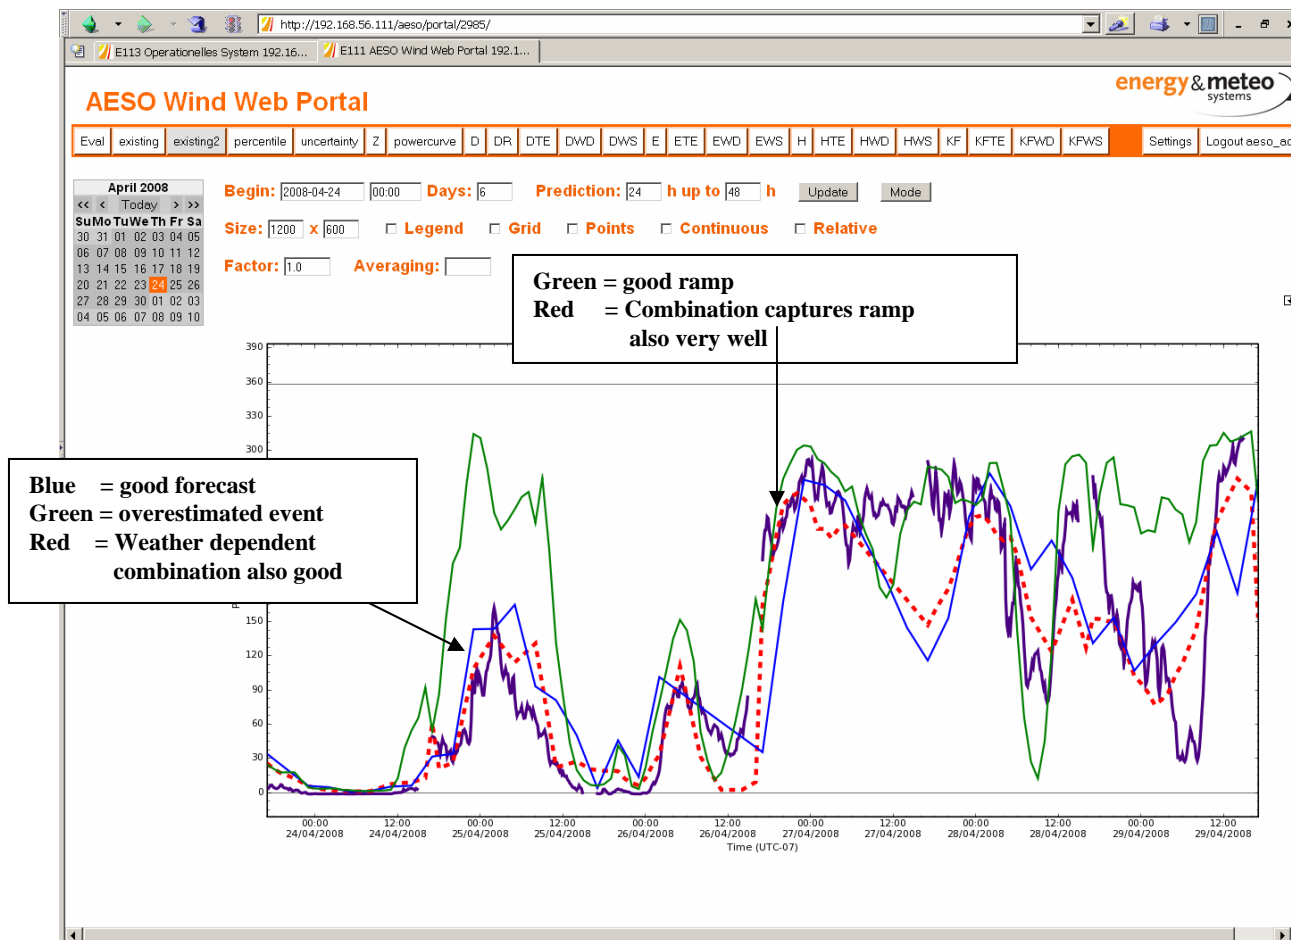 http://192.168.56.111/aeso/portal/2985/
E113 Operationelles System 192.16... E111 AESO Wind Web Portal 192.1...
energy & meteo
systems
AESO Wind Web Portal
Eval existing existing2 percentile uncertainty Z powercurve D DR DTE DWD DWS E ETE EWD EWS H HTE HWD HWS KF KFTE KFWD KFWS Settings Logout aeso_ad
April 2008
<< < Today > >>
Su Mo Tu We Th Fr Sa
30 31 01 02 03 04 05
06 07 08 09 10 11 12
13 14 15 16 17 18 19
20 21 22 23 24 25 26
27 28 29 30 01 02 03
04 05 06 07 08 09 10
Begin: 2008-04-24 00:00 Days: 6 Prediction: 24 h up to 48 h Update Mode
Size: 1200 x 600 Legend Grid Points Continuous Relative
Factor: 1.0 Averaging:
Green = good ramp
Red = Combination captures ramp
also very well
390
360
330
300
Blue = good forecast
Green = overestimated event
Red = Weather dependent
combination also good
150
120
90
60
30
0
00:00 12:00 00:00 12:00 00:00 12:00 00:00 12:00 00:00 12:00 00:00 12:00
24/04/2008 24/04/2008 25/04/2008 25/04/2008 26/04/2008 26/04/2008 27/04/2008 27/04/2008 28/04/2008 28/04/2008 29/04/2008 29/04/2008
Time (UTC-07)